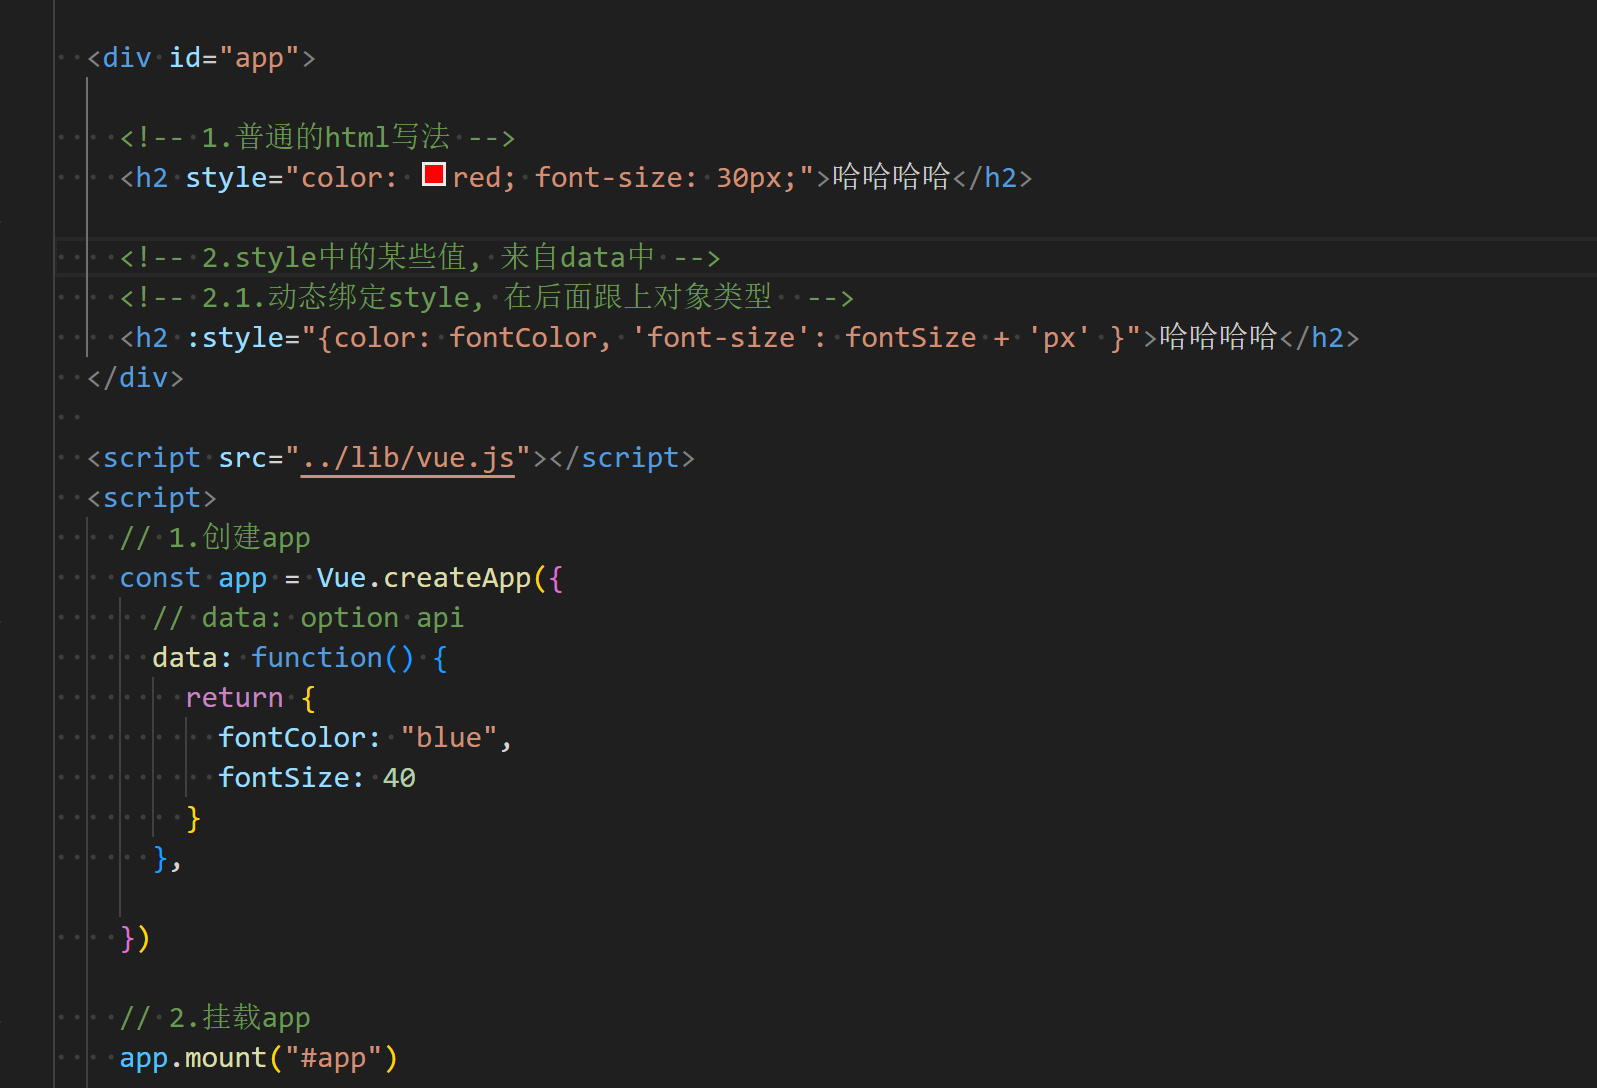 <div id="app">
<!-- 1.普通的html写法 -->
<h2 style="color: red; font-size: 30px;">哈哈哈哈</h2>
<!-- 2.style中的某些值, 来自data中 -->
<!-- 2.1.动态绑定style, 在后面跟上对象类型  -->
<h2 :style="{color: fontColor, 'font-size': fontSize + 'px' }">哈哈哈哈</h2>
</div>
<script src="../lib/vue.js"></script>
<script>
// 1.创建app
const app = Vue.createApp({
// data: option api
data: function() {
return {
fontColor: "blue",
fontSize: 40
}
},
})
// 2.挂载app
app.mount("#app")